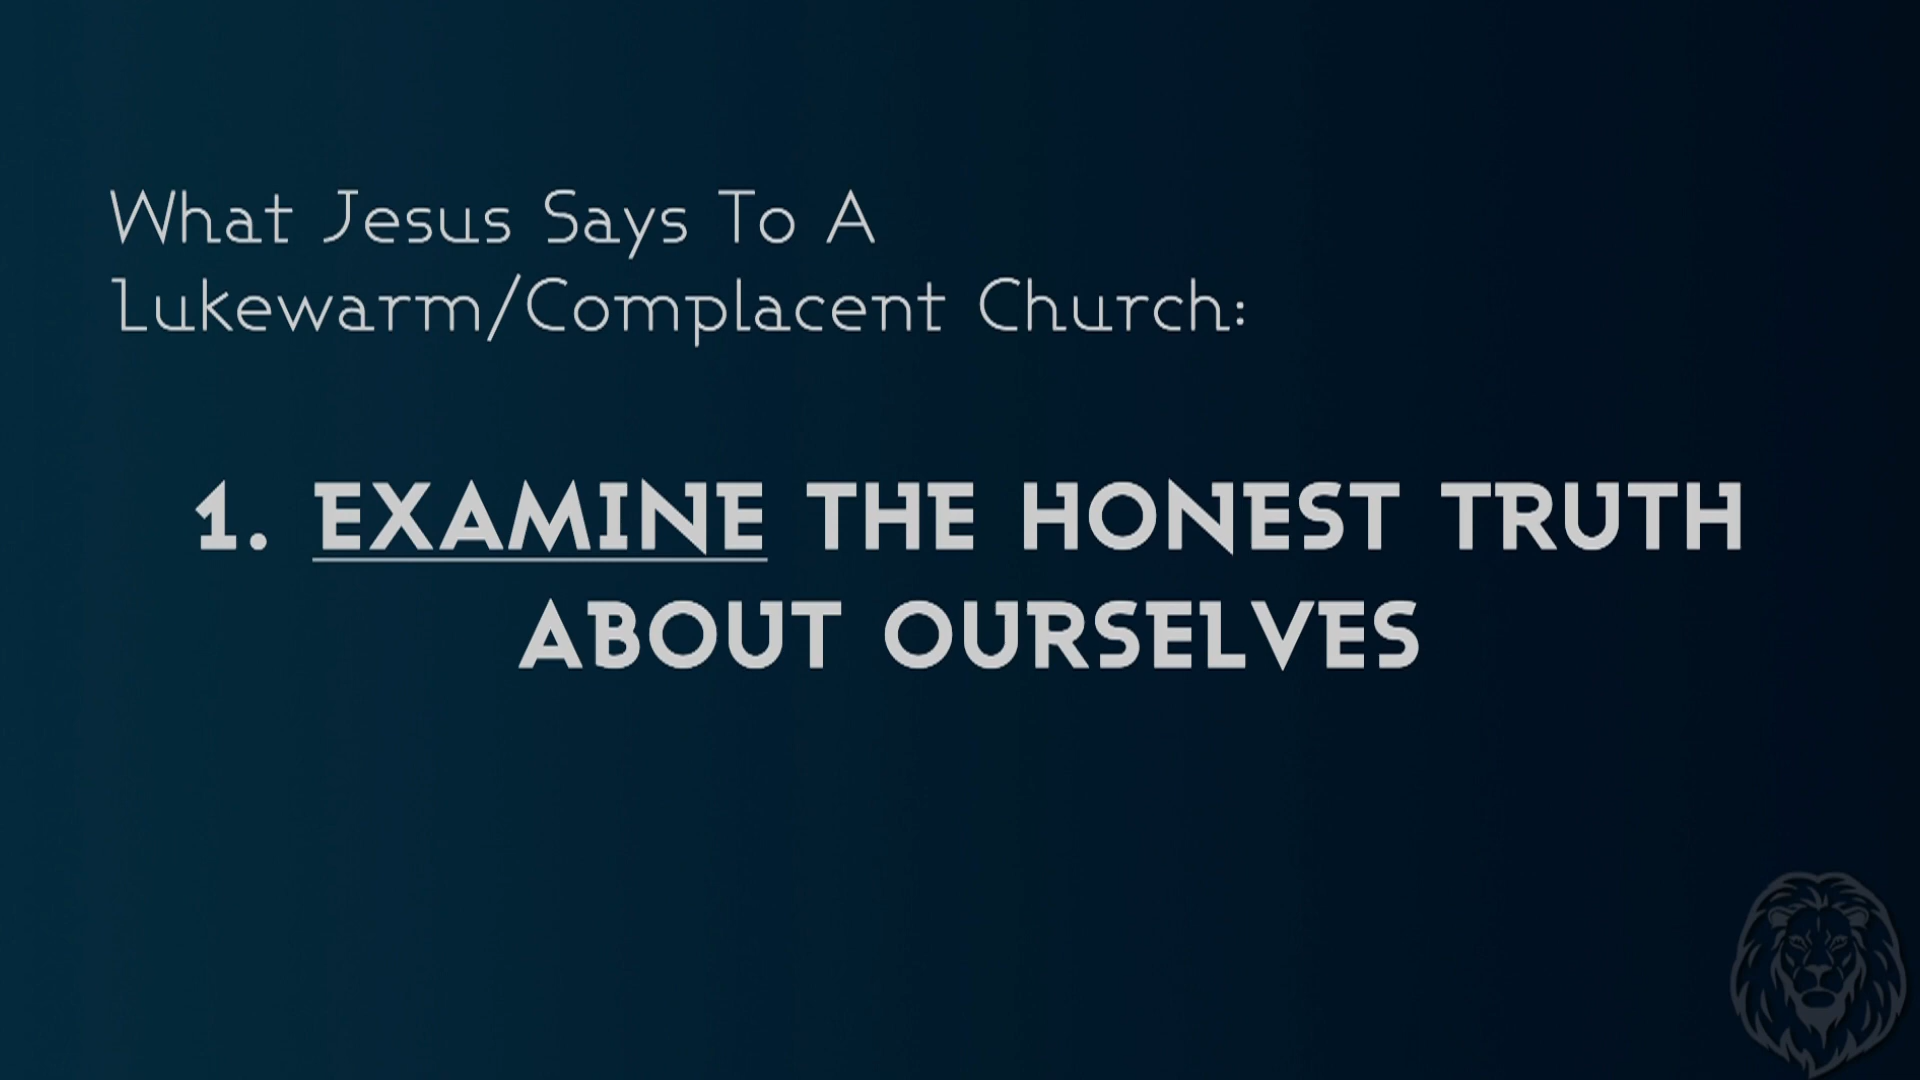 What Jesus Says To A
Lukewarm/Complacent Church:
1. EXAMINE THE HONEST TRUTH
ABOUT OURSELVES